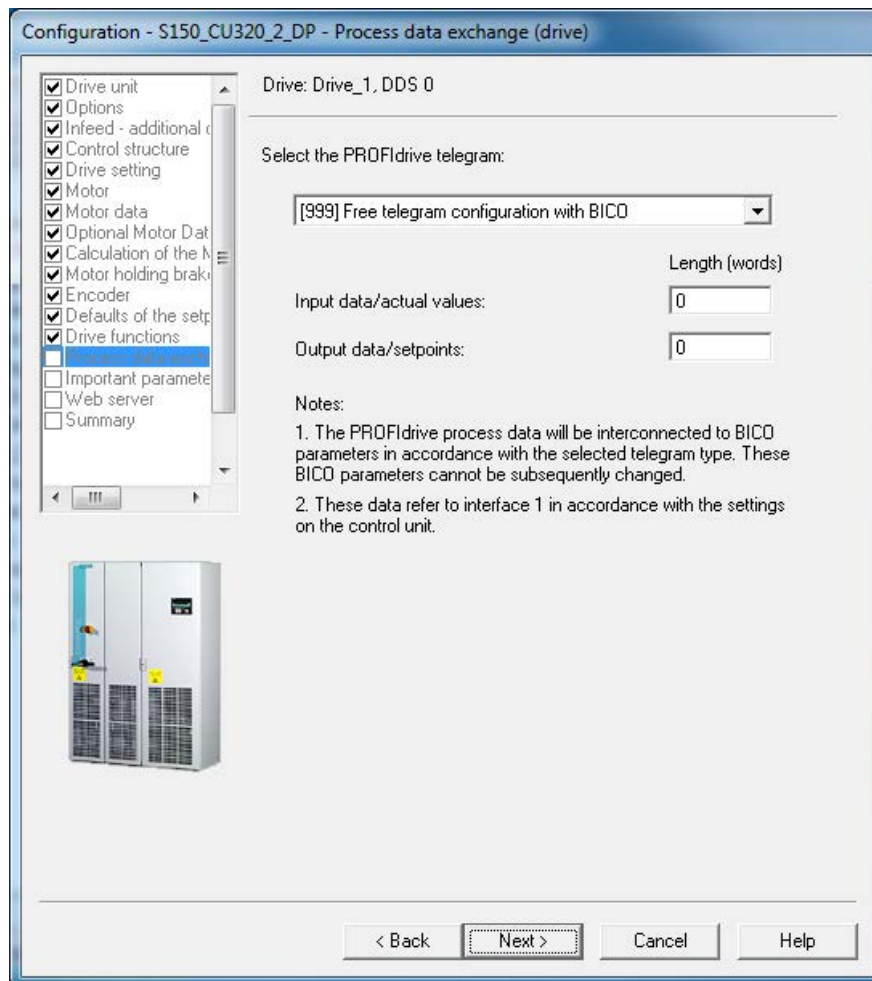 Configuration - S150_CU320_2_DP - Process data exchange (drive)
Drive unit
Options
Infeed - additional
Control structure
Drive setting
Motor
Motor data
Optional Motor Dat
Calculation of the M
Motor holding brak
Encoder
Defaults of the setp
Drive functions
Important paramete
Web server
Summary
Drive: Drive_1, DDS 0
Select the PROFIdrive telegram:
[999] Free telegram configuration with BICO
Length (words)
Input data/actual values:
0
Output data/setpoints:
0
Notes:
1. The PROFIdrive process data will be interconnected to BICO
parameters in accordance with the selected telegram type. These
BICO parameters cannot be subsequently changed.
2. These data refer to interface 1 in accordance with the settings
on the control unit.
< Back
Next >
Cancel
Help